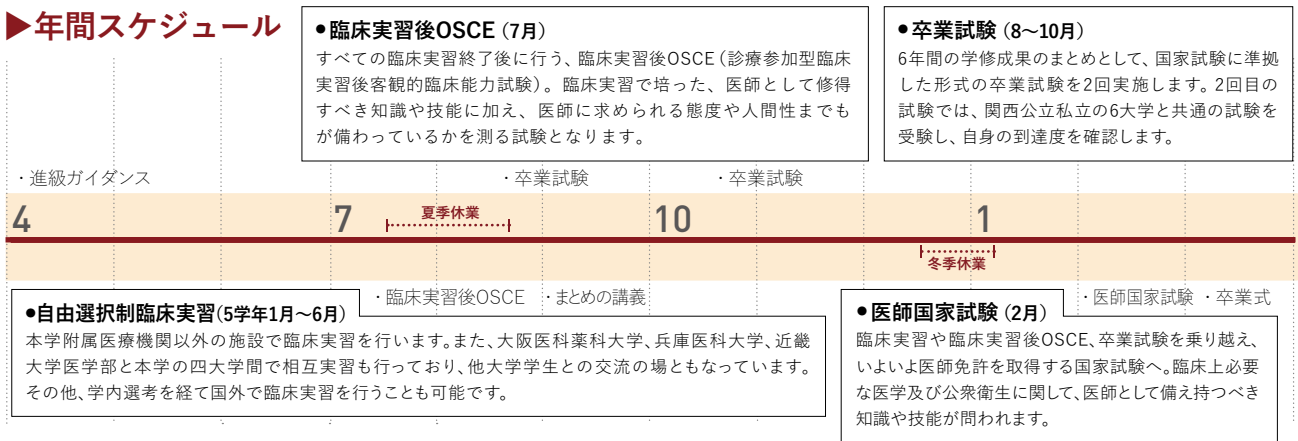 ▶年間スケジュール
●臨床実習後OSCE（7月）
すべての臨床実習終了後に行う、臨床実習後OSCE（診療参加型臨床
実習後客観的臨床能力試験）。臨床実習で培った、医師として修得
すべき知識や技能に加え、医師に求められる態度や人間性までも
が備わっているかを測る試験となります。
●卒業試験（8〜10月）
6年間の学修成果のまとめとして、国家試験に準拠
した形式の卒業試験を2回実施します。2回目の
試験では、関西公立私立の6大学と共通の試験を
受験し、自身の到達度を確認します。
・進級ガイダンス ・卒業試験 ・卒業試験
4 7 夏季休業 10 1
冬季休業
・臨床実習後OSCE ・まとめの講義 ・医師国家試験 ・卒業式
●自由選択制臨床実習（5学年1月〜6月）
本学附属医療機関以外の施設で臨床実習を行います。また、大阪医科薬科大学、兵庫医科大学、近畿
大学医学部と本学の四大学間で相互実習も行っており、他大学学生との交流の場ともなっています。
その他、学内選考を経て国外で臨床実習を行うことも可能です。
●医師国家試験（2月）
臨床実習や臨床実習後OSCE、卒業試験を乗り越え、
いよいよ医師免許を取得する国家試験へ。臨床上必要
な医学及び公衆衛生に関して、医師として備え持つべき
知識や技能が問われます。